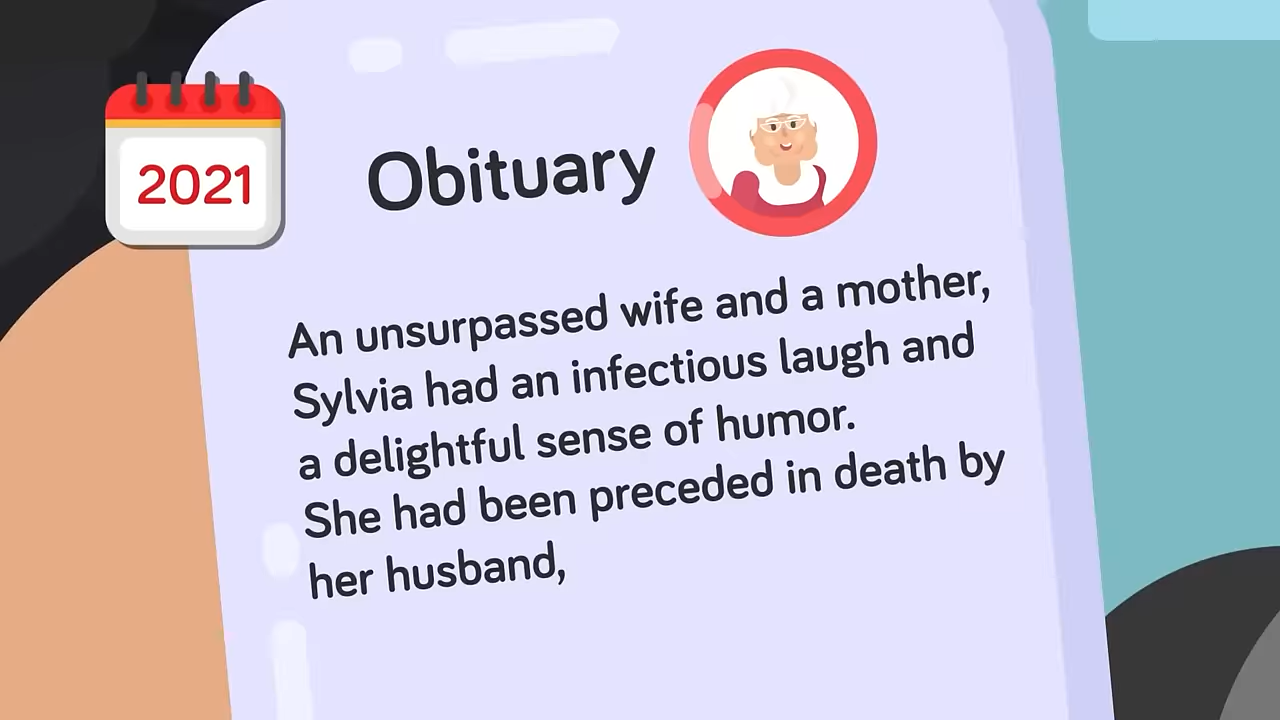 2021
Obituary
An unsurpassed wife and a mother,
Sylvia had an infectious laugh and
a delightful sense of humor.
She had been preceded in death by
her husband,